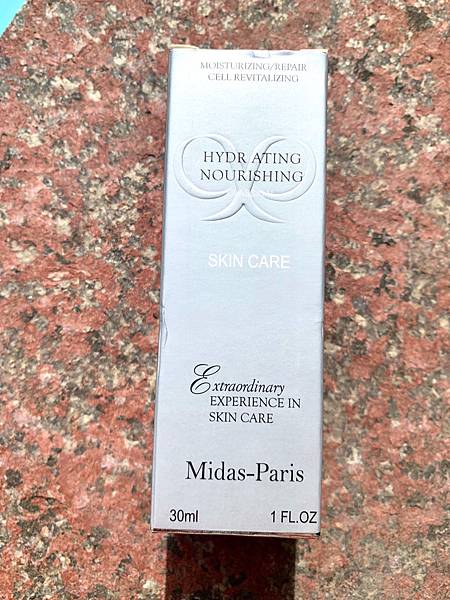 MOISTURIZING/REPAIR
CELL REVITALIZING
HYDR ATING
NOURISHING
SKIN CARE
Extraordinary
EXPERIENCE IN
SKIN CARE
Midas-Paris
30ml 1 FL.OZ